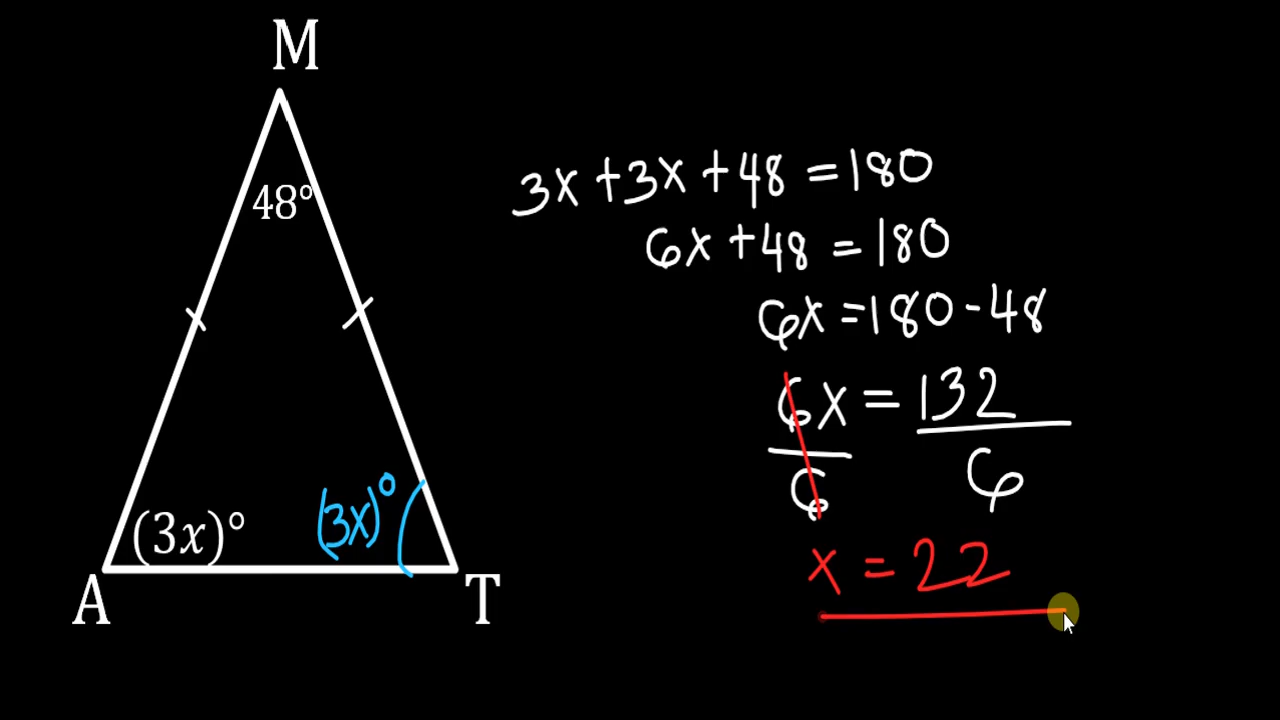 M
48°
(3x)°
(3x)°
A
T
3x + 3x + 48 = 180
6x + 48 = 180
6x = 180 - 48
6x = 132
6 6
x = 22